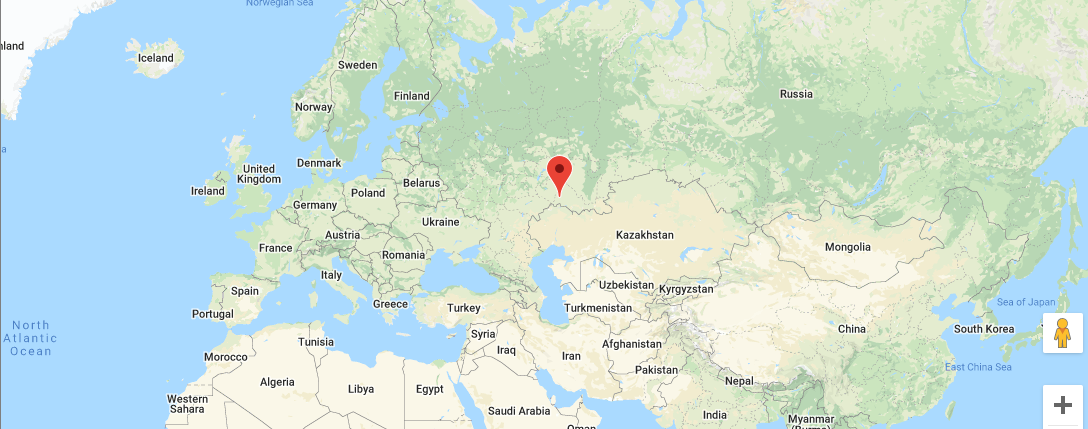 Norwegian Sea
nland
Iceland
Sweden
Finland
Norway
Russia
a
Denmark
United
Kingdom
Ireland
Belarus
Poland
Germany
Ukraine
Austria
France
Romania
Kazakhstan
Mongolia
Italy
Spain
Uzbekistan
Kyrgyzstan
Greece
Turkey
Turkmenistan
Portugal
Sea of Japan
North
Atlantic
Ocean
Syria
Tunisia
China
South Korea
Afghanistan
Iraq
Iran
Morocco
East China Sea
Pakistan
Algeria
Libya
Egypt
Nepal
Western
Sahara
Saudi Arabia
India
Myanmar
(Burma)
Oman